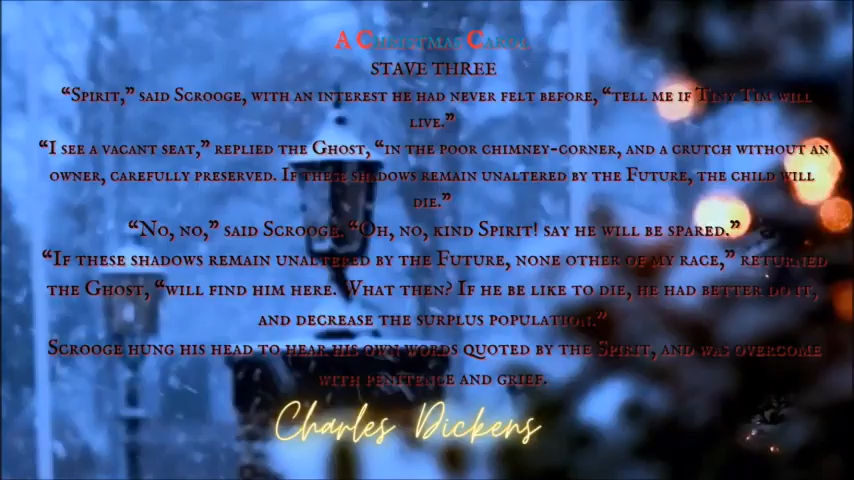 A Christmas Carol
STAVE THREE
“Spirit,” said Scrooge, with an interest he had never felt before, “tell me if Tiny Tim will
live.”
“I see a vacant seat,” replied the Ghost, “in the poor chimney-corner, and a crutch without an
owner, carefully preserved. If these shadows remain unaltered by the Future, the child will
die.”
“No, no,” said Scrooge. “Oh, no, kind Spirit! say he will be spared.”
“If these shadows remain unaltered by the Future, none other of my race,” returned
the Ghost, “will find him here. What then? If he be like to die, he had better do it,
and decrease the surplus population.”
Scrooge hung his head to hear his own words quoted by the Spirit, and was overcome
with penitence and grief.
Charles Dickens